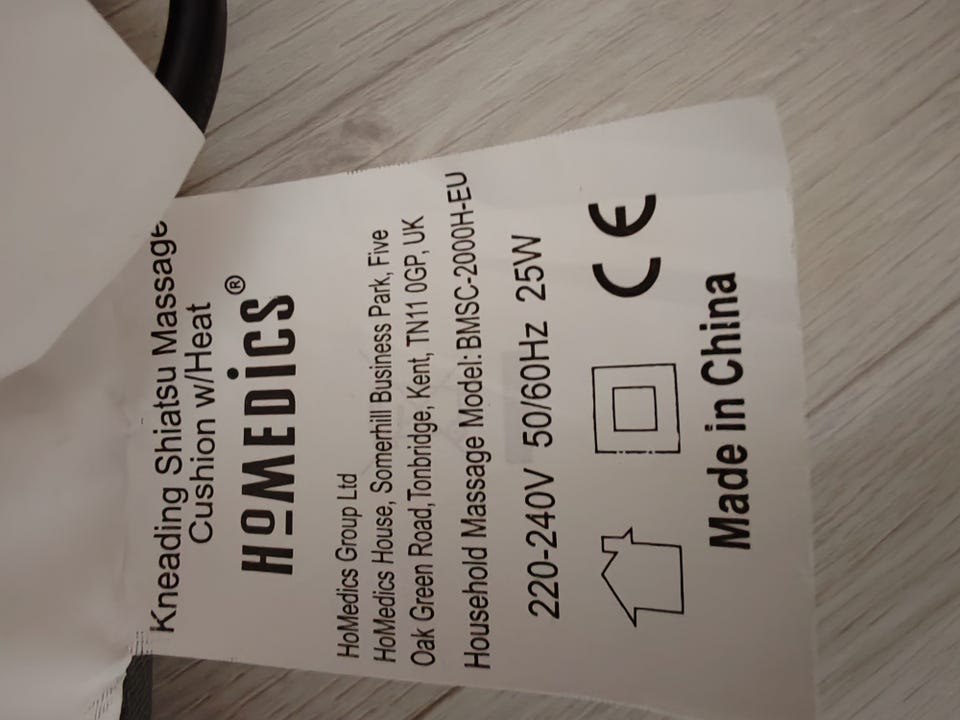 Kneading Shiatsu Massage
Cushion w/Heat
HoMEDiCS®
HoMedics Group Ltd
HoMedics House, Somerhill Business Park, Five
Oak Green Road, Tonbridge, Kent, TN11 0GP, UK
Household Massage Model: BMSC-2000H-EU
220-240V 50/60Hz 25W
CE
Made in China